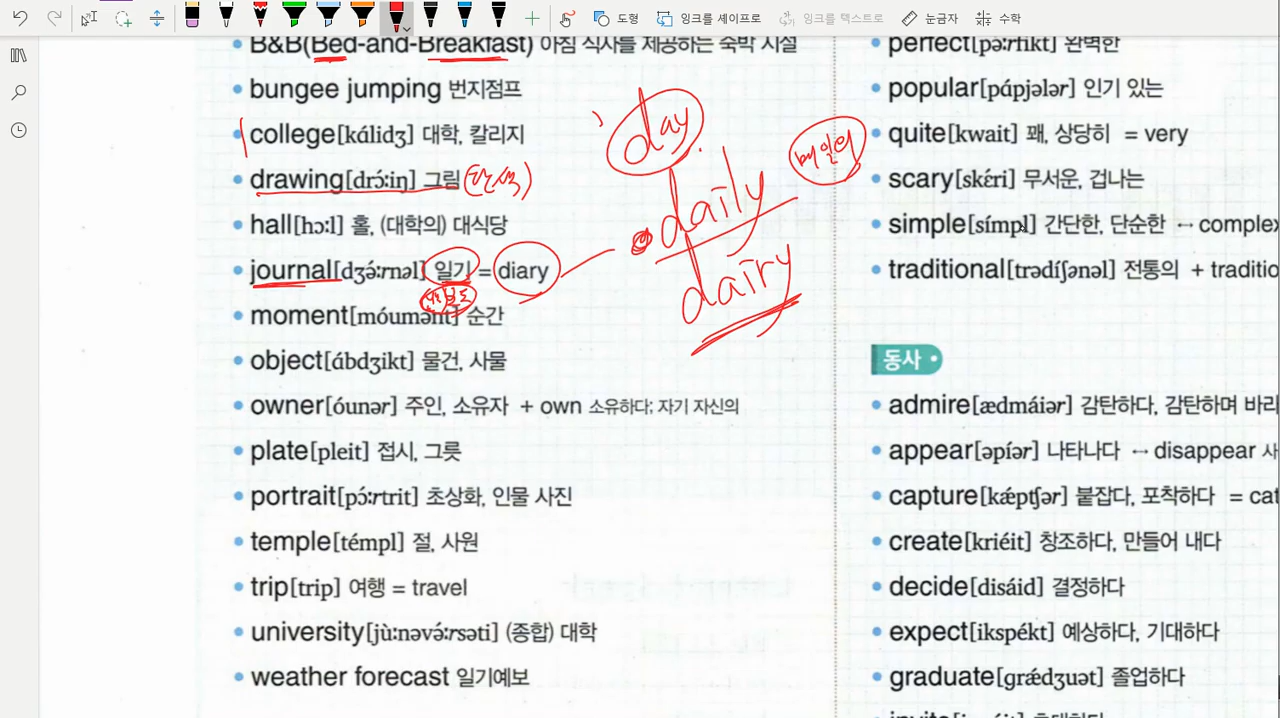 도형
잉크를 셰이프로
잉크를 텍스트로
눈금자
수학
B&B(Bed-and-Breakfast) 아침 식사를 제공하는 숙박 시설
bungee jumping 번지점프
college[kálidʒ] 대학, 칼리지
drawing[drɔ́ːiŋ] 그림
hall[hɔːl] 홀, (대학의) 대식당
journal[dʒə́ːrnəl] 일기 = diary
moment[móumənt] 순간
object[ábdʒikt] 물건, 사물
owner[óunər] 주인, 소유자 + own 소유하다; 자기 자신의
plate[pleit] 접시, 그릇
portrait[pɔ́ːrtrit] 초상화, 인물 사진
temple[témpl] 절, 사원
trip[trip] 여행 = travel
university[jùːnəvə́ːrsəti] (종합) 대학
weather forecast 일기예보
day
매일의
daily
dairy
perfect[pə́ːrfikt] 완벽한
popular[pápjələr] 인기 있는
quite[kwait] 꽤, 상당히 = very
scary[skéri] 무서운, 겁나는
simple[símpl] 간단한, 단순한 ↔ complex
traditional[trədíʃənəl] 전통의 + traditio
동사
admire[ædmáiər] 감탄하다, 감탄하며 바리
appear[əpíər] 나타나다 ↔ disappear 사
capture[kǽptʃər] 붙잡다, 포착하다 = cat
create[kriéit] 창조하다, 만들어 내다
decide[disáid] 결정하다
expect[ikspékt] 예상하다, 기대하다
graduate[grǽdʒuət] 졸업하다